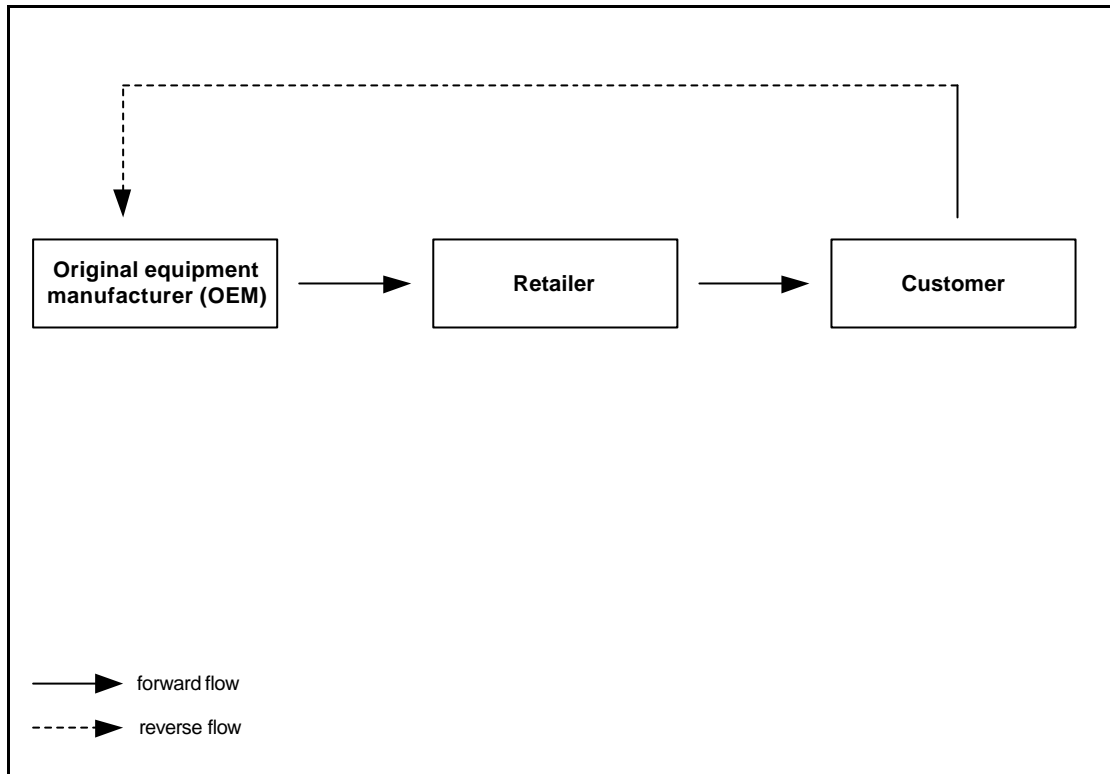 Original equipment
manufacturer (OEM)
Retailer
Customer
forward flow
reverse flow